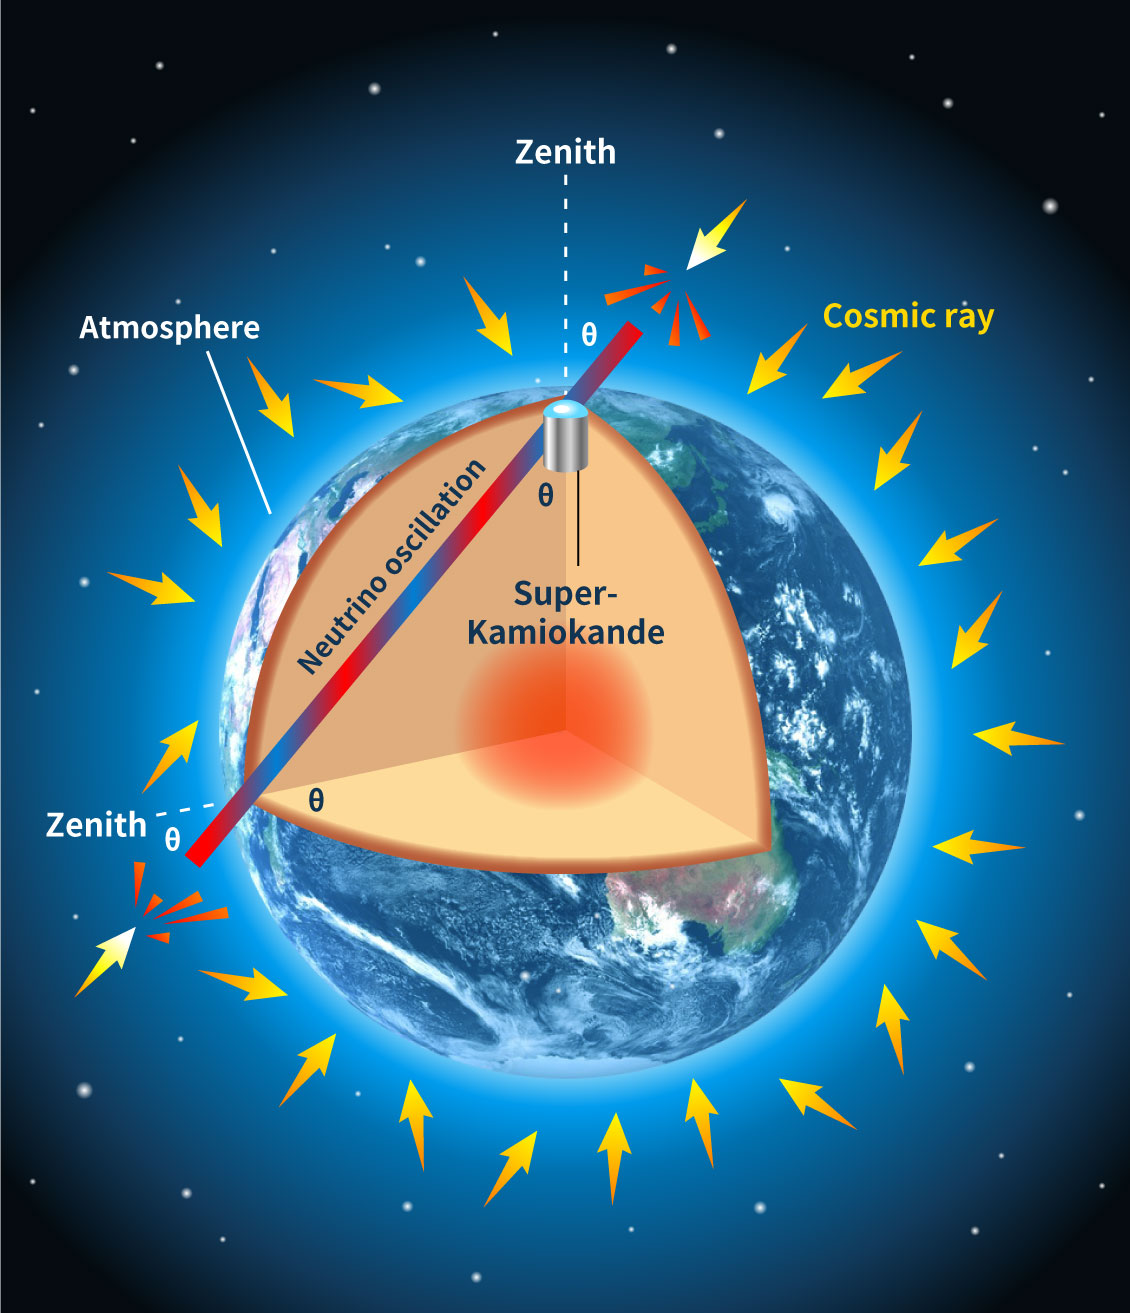 Zenith
θ
Cosmic ray
Atmosphere
Neutrino oscillation
θ
Super-
Kamiokande
θ
Zenith
θ